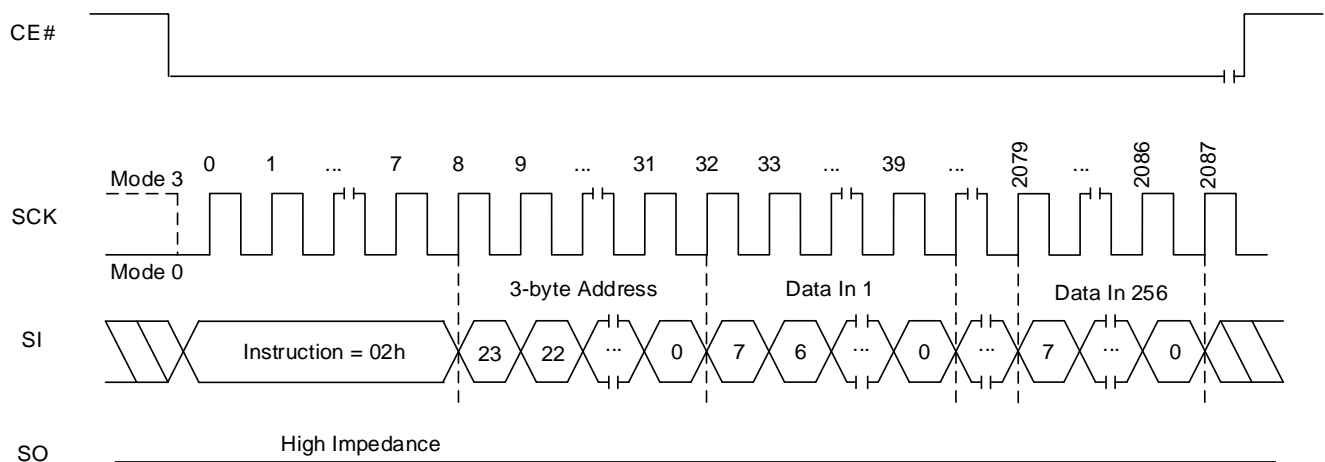 CE#
0 1 ... 7 8 9 ... 31 32 33 ... 39 ... 2079 ... 2086 2087
Mode 3
SCK
Mode 0
3-byte Address Data In 1 Data In 256
SI Instruction = 02h 23 22 ... 0 7 6 ... 0 ... 7 ... 0
High Impedance
SO